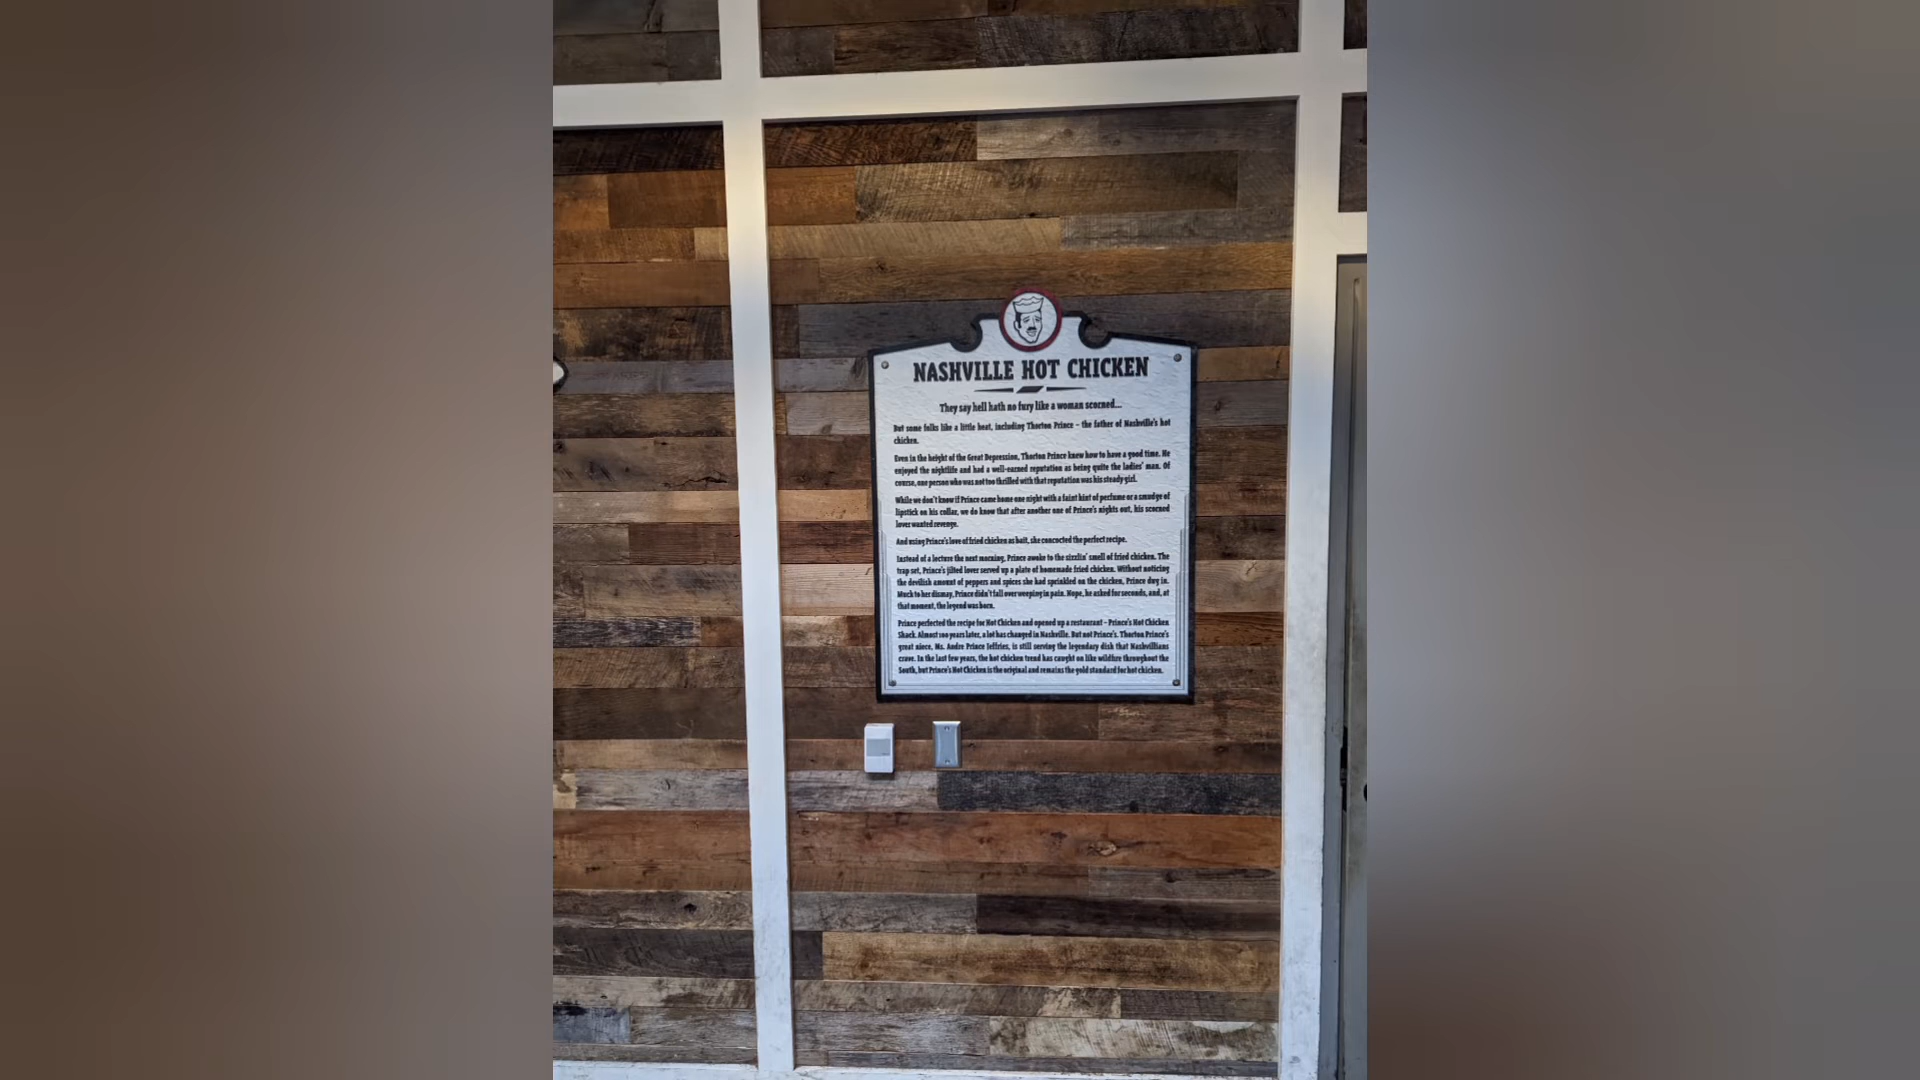 NASHVILLE HOT CHICKEN
They say hell hath no fury like a woman scorned...
But some folks like a little heat, including Thorton Prince – the father of Nashville's hot
chicken.
Even in the height of the Great Depression, Thorton Prince knew how to have a good time. He
enjoyed the nightlife and had a well-earned reputation as being quite the ladies' man. Of
course, one person who was not too thrilled with that reputation was his steady girl.
While we don't know if Prince came home one night with a faint hint of perfume or a smudge of
lipstick on his collar, we do know that after another one of Prince's nights out, his scorned
lover wanted revenge.
And using Prince's love of fried chicken as bait, she concocted the perfect recipe.
Instead of a lecture the next morning, Prince awoke to the sizzlin' smell of fried chicken. The
trap set, Prince's jilted lover served up a plate of homemade fried chicken. Without noticing
the devilish amount of peppers and spices she had sprinkled on the chicken, Prince dug in.
Much to her dismay, Prince didn't fall over weeping in pain. Nope, he asked for seconds, and, at
that moment, the legend was born.
Prince perfected the recipe for Hot Chicken and opened up a restaurant – Prince's Hot Chicken
Shack. Almost 100 years later, a lot has changed in Nashville. But not Prince's. Thorton Prince's
great niece, Ms. Andre Prince Jeffries, is still serving the legendary dish that Nashvillians
crave. In the last few years, the hot chicken trend has caught on like wildfire throughout the
South, but Prince's Hot Chicken is the original and remains the gold standard for hot chicken.